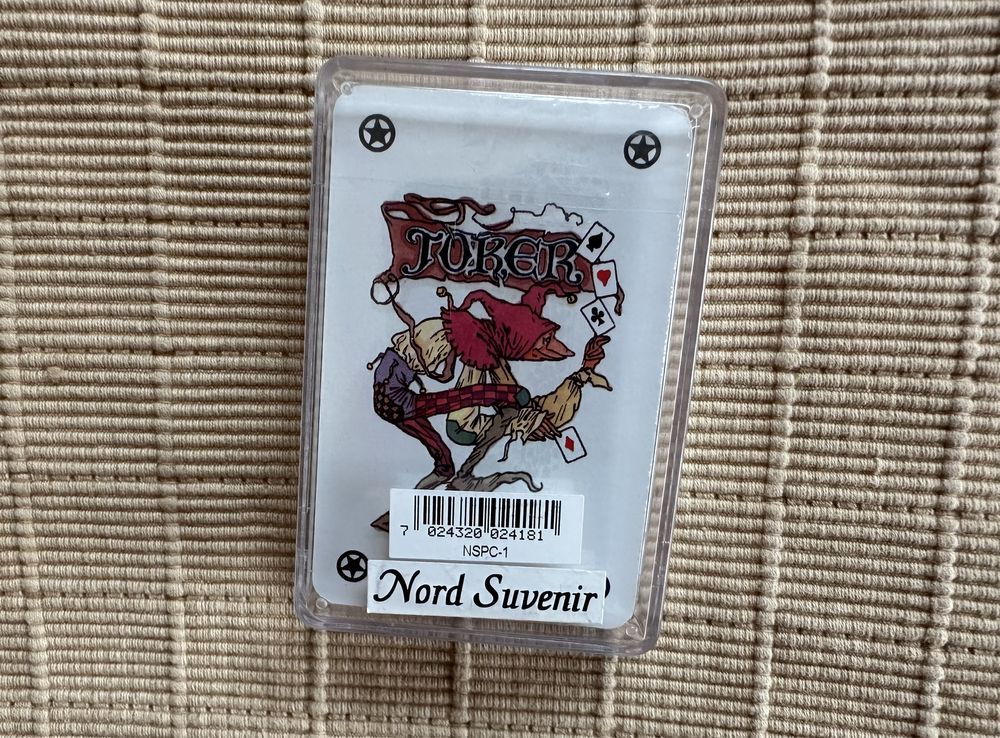 JOKER
7 024320 024181
NSPC-1
Nord Suvenir